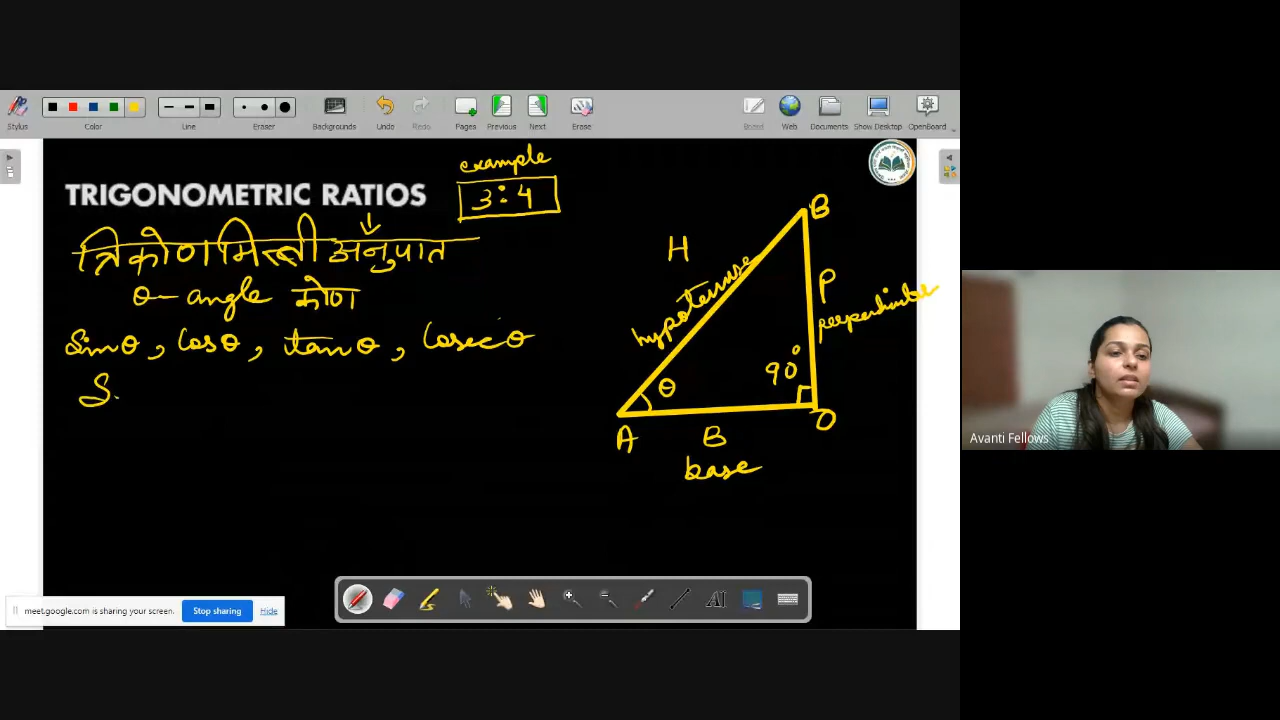 Stylus
Color
Line
Eraser
Backgrounds
Undo
Redo
Pages
Previous
Next
Erase
Board
Web
Documents
Show Desktop
OpenBoard
example
3:4
TRIGONOMETRIC RATIOS
त्रिकोणमिती अनुपात
θ- angle कोण
Sinθ, Cosθ, tanθ, Cosecθ
S
H
hypotenuse
B
P
perpendicular
θ
90°
A
B
O
base
Avanti Fellows
meet.google.com is sharing your screen.
Stop sharing
Hide